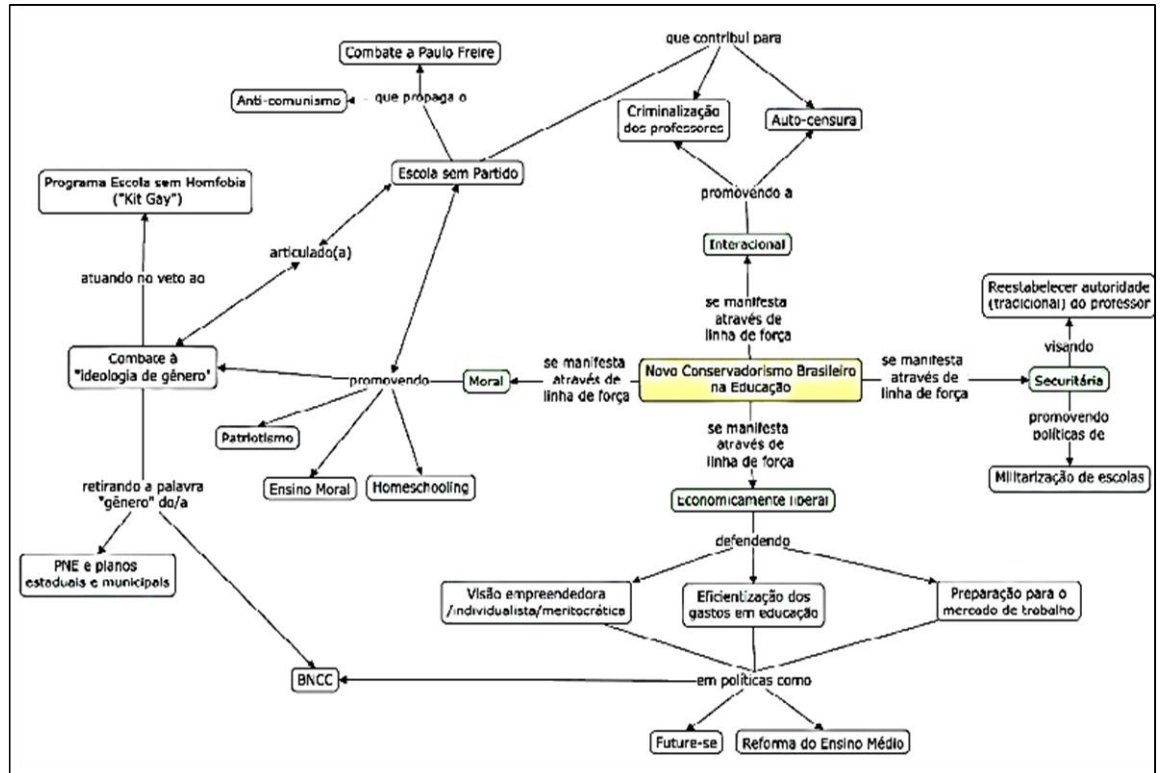 que contribui para
Combate a Paulo Freire
Anti-comunismo
que propaga o
Criminalização
dos professores
Auto-censura
Escola sem Partido
Programa Escola sem Homfobia
("Kit Gay")
promovendo a
articulado(a)
Interacional
atuando no veto ao
Reestabelecer autoridade
(tradicional) do professor
se manifesta
através de
linha de força
visando
Combate à
"ideologia de gênero"
promovendo
Moral
se manifesta
através de
linha de força
Novo Conservadorismo Brasileiro
na Educação
se manifesta
através de
linha de força
Securitária
Patriotismo
se manifesta
através de
linha de força
promovendo
políticas de
Ensino Moral
Homeschooling
Militarização de escolas
retirando a palavra
"gênero" do/a
Economicamente liberal
defendendo
PNE e planos
estaduais e municipais
Visão empreendedora
/individualista/meritocrática
Eficientização dos
gastos em educação
Preparação para o
mercado de trabalho
BNCC
em políticas como
Future-se
Reforma do Ensino Médio